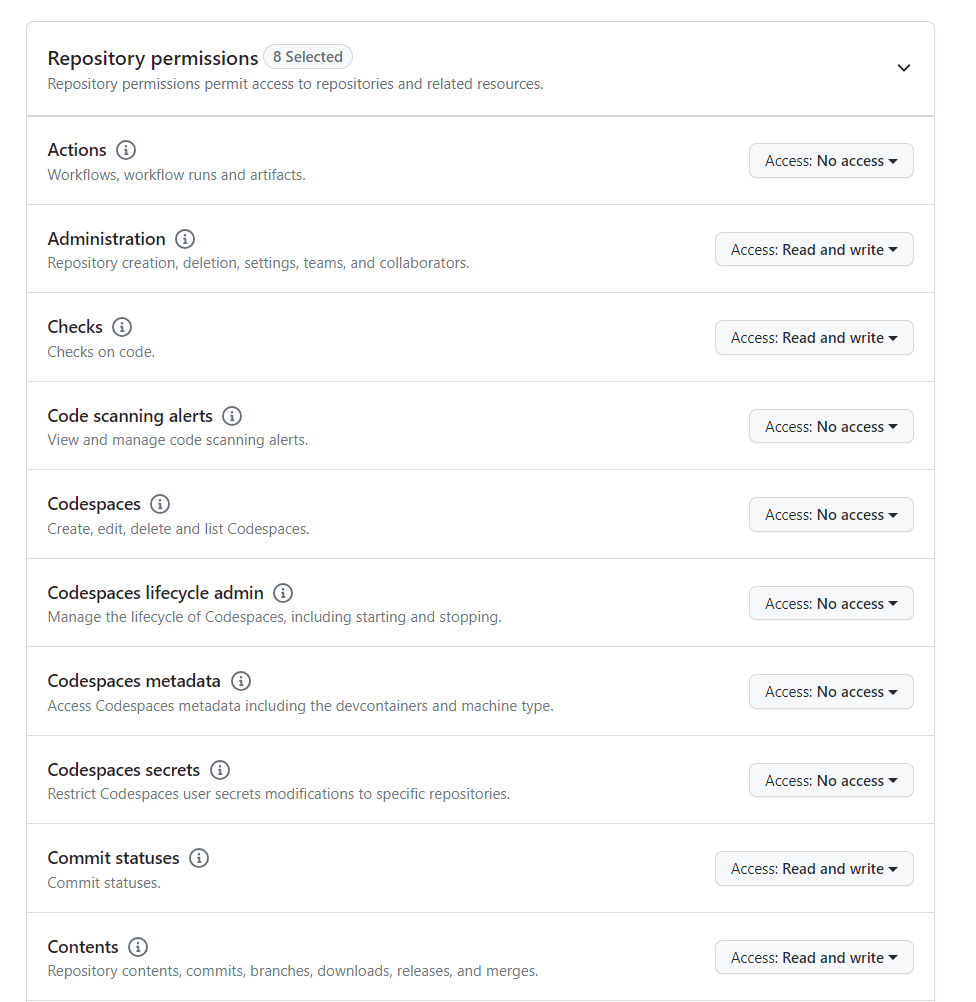 Repository permissions 8 Selected
Repository permissions permit access to repositories and related resources.
Actions
Workflows, workflow runs and artifacts.
Access: No access
Administration
Repository creation, deletion, settings, teams, and collaborators.
Access: Read and write
Checks
Checks on code.
Access: Read and write
Code scanning alerts
View and manage code scanning alerts.
Access: No access
Codespaces
Create, edit, delete and list Codespaces.
Access: No access
Codespaces lifecycle admin
Manage the lifecycle of Codespaces, including starting and stopping.
Access: No access
Codespaces metadata
Access Codespaces metadata including the devcontainers and machine type.
Access: No access
Codespaces secrets
Restrict Codespaces user secrets modifications to specific repositories.
Access: No access
Commit statuses
Commit statuses.
Access: Read and write
Contents
Repository contents, commits, branches, downloads, releases, and merges.
Access: Read and write